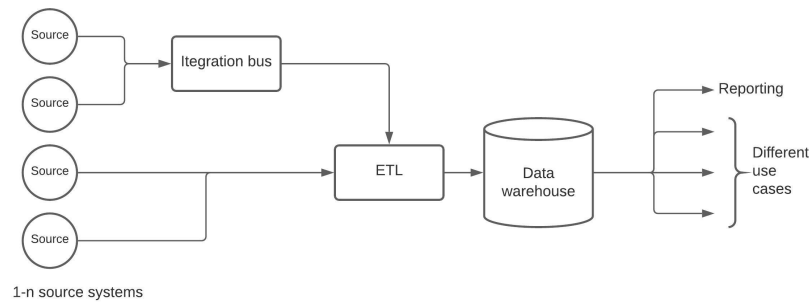 Source
Itegration bus
Reporting
Source
Different
use
cases
Source
ETL
Data
warehouse
Source
1-n source systems